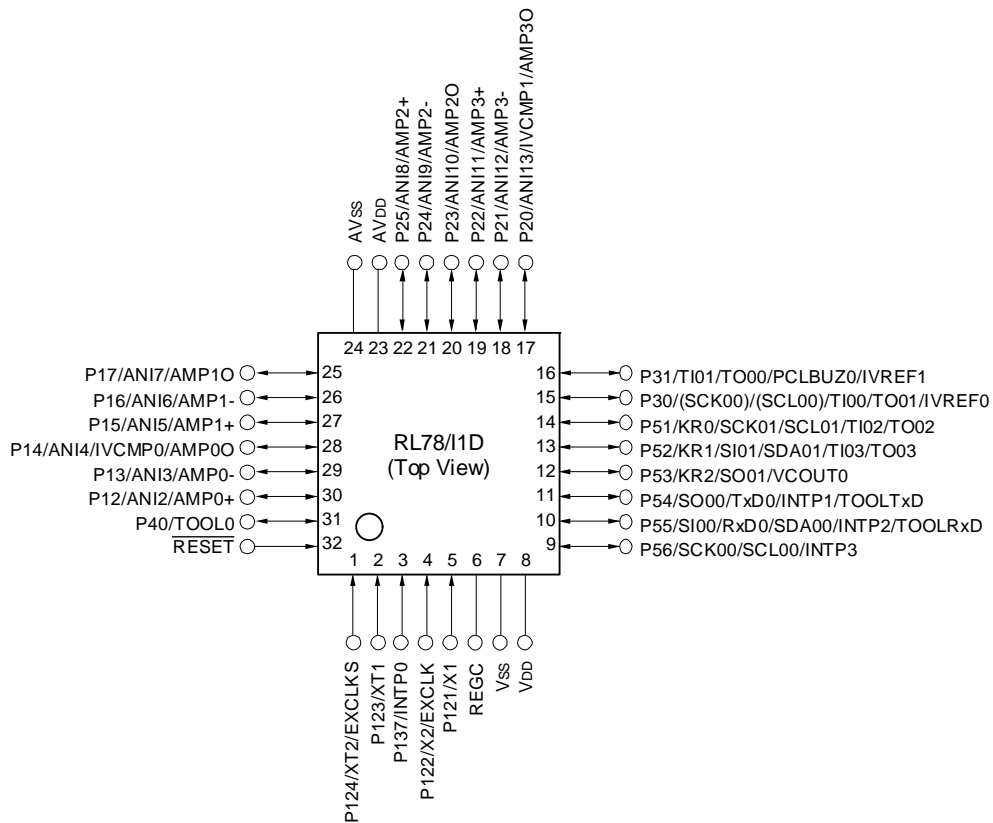 AVSS
AVDD
P25/ANI8/AMP2+
P24/ANI9/AMP2-
P23/ANI10/AMP2O
P22/ANI11/AMP3+
P21/ANI12/AMP3-
P20/ANI13/IVCMP1/AMP3O
24 23 22 21 20 19 18 17
P17/ANI7/AMP1O 25
P16/ANI6/AMP1- 26
P15/ANI5/AMP1+ 27
P14/ANI4/IVCMP0/AMP0O 28
P13/ANI3/AMP0- 29
P12/ANI2/AMP0+ 30
P40/TOOL0 31
RESET 32
RL78/I1D
(Top View)
16 P31/TI01/TO00/PCLBUZ0/IVREF1
15 P30/(SCK00)/(SCL00)/TI00/TO01/IVREF0
14 P51/KR0/SCK01/SCL01/TI02/TO02
13 P52/KR1/SI01/SDA01/TI03/TO03
12 P53/KR2/SO01/VCOUT0
11 P54/SO00/TxD0/INTP1/TOOLTxD
10 P55/SI00/RxD0/SDA00/INTP2/TOOLRxD
9 P56/SCK00/SCL00/INTP3
1 2 3 4 5 6 7 8
P124/XT2/EXCLKS
P123/XT1
P137/INTP0
P122/X2/EXCLK
P121/X1
REGC
VSS
VDD